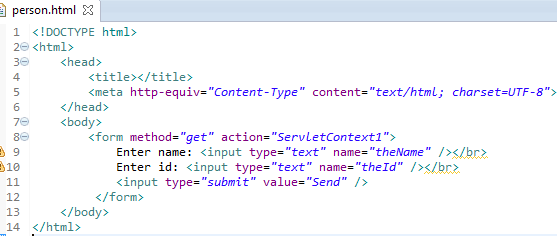 person.html
1 <!DOCTYPE html>
2 <html>
3     <head>
4         <title></title>
5         <meta http-equiv="Content-Type" content="text/html; charset=UTF-8">
6     </head>
7     <body>
8         <form method="get" action="ServletContext1">
9             Enter name: <input type="text" name="theName" /></br>
10             Enter id: <input type="text" name="theId" /></br>
11             <input type="submit" value="Send" />
12         </form>
13     </body>
14 </html>